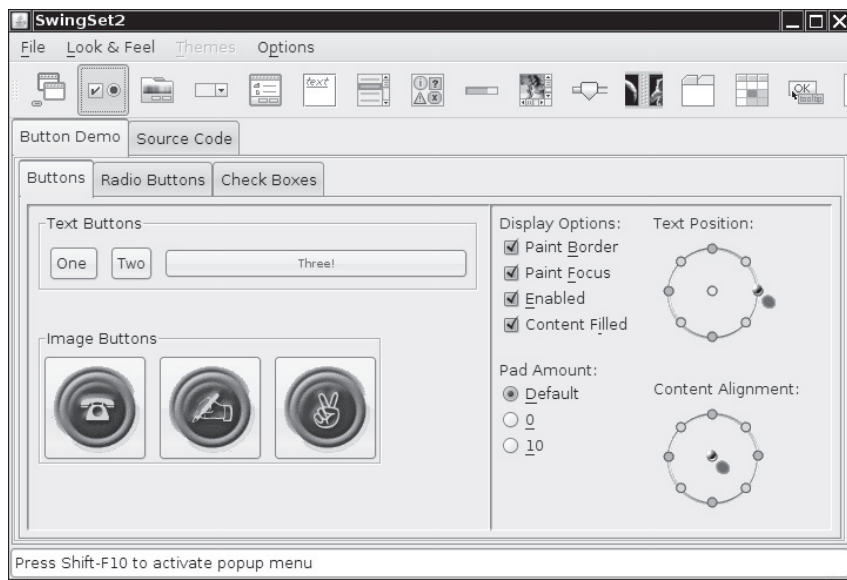 SwingSet2
File Look & Feel Themes Options
text
OK
tooltip
Button Demo Source Code
Buttons Radio Buttons Check Boxes
Text Buttons
One Two Three!
Image Buttons
Display Options:
Paint Border
Paint Focus
Enabled
Content Filled
Text Position:
Pad Amount:
Default
0
10
Content Alignment:
Press Shift-F10 to activate popup menu